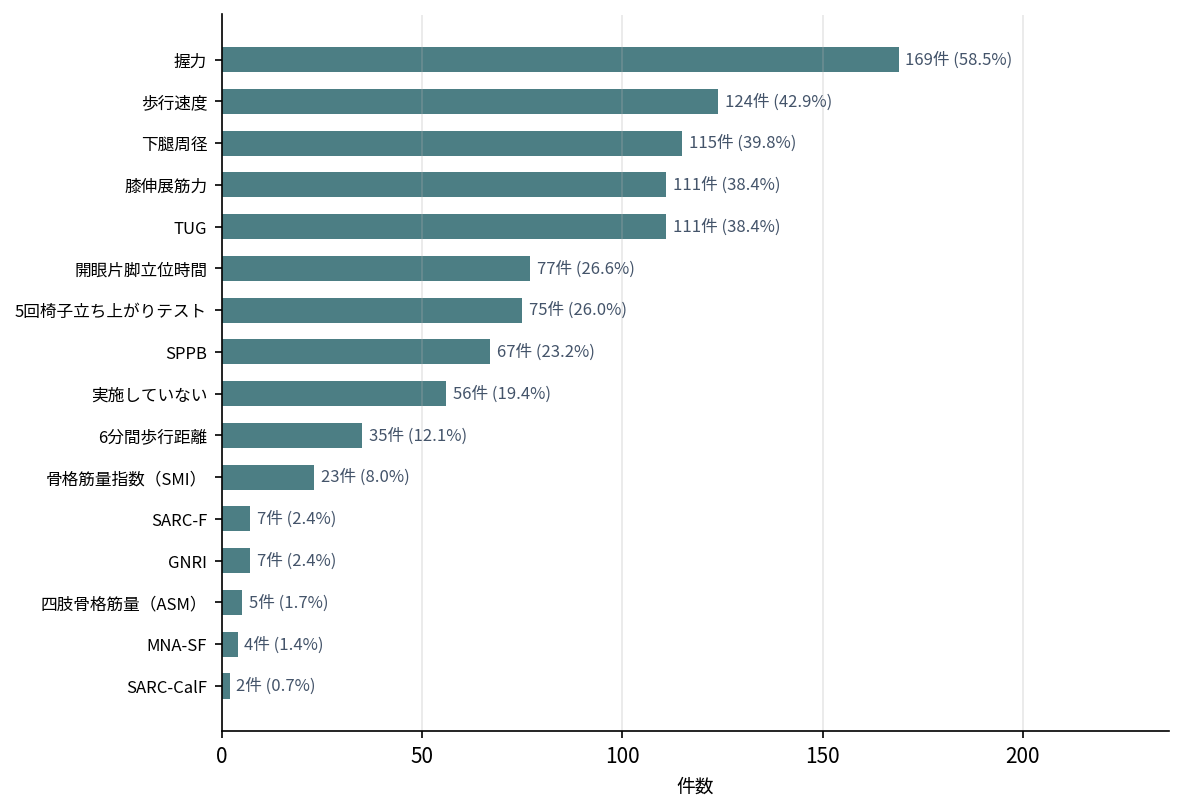 握力 169件 (58.5%)
歩行速度 124件 (42.9%)
下腿周径 115件 (39.8%)
膝伸展筋力 111件 (38.4%)
TUG 111件 (38.4%)
開眼片脚立位時間 77件 (26.6%)
5回椅子立ち上がりテスト 75件 (26.0%)
SPPB 67件 (23.2%)
実施していない 56件 (19.4%)
6分間歩行距離 35件 (12.1%)
骨格筋量指数（SMI） 23件 (8.0%)
SARC-F 7件 (2.4%)
GNRI 7件 (2.4%)
四肢骨格筋量（ASM） 5件 (1.7%)
MNA-SF 4件 (1.4%)
SARC-CalF 2件 (0.7%)
0 50 100 150 200
件数